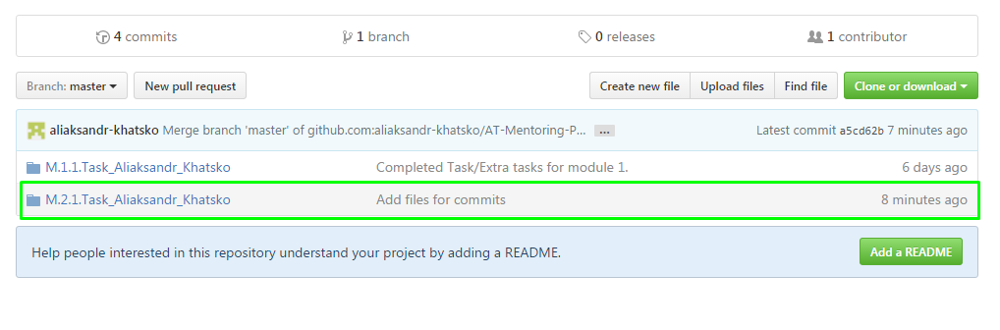 4 commits 1 branch 0 releases 1 contributor
Branch: master New pull request Create new file Upload files Find file Clone or download
aliaksandr-khatsko Merge branch 'master' of github.com:aliaksandr-khatsko/AT-Mentoring-P... ... Latest commit a5cd62b 7 minutes ago
M.1.1.Task_Aliaksandr_Khatsko Completed Task/Extra tasks for module 1. 6 days ago
M.2.1.Task_Aliaksandr_Khatsko Add files for commits 8 minutes ago
Help people interested in this repository understand your project by adding a README. Add a README